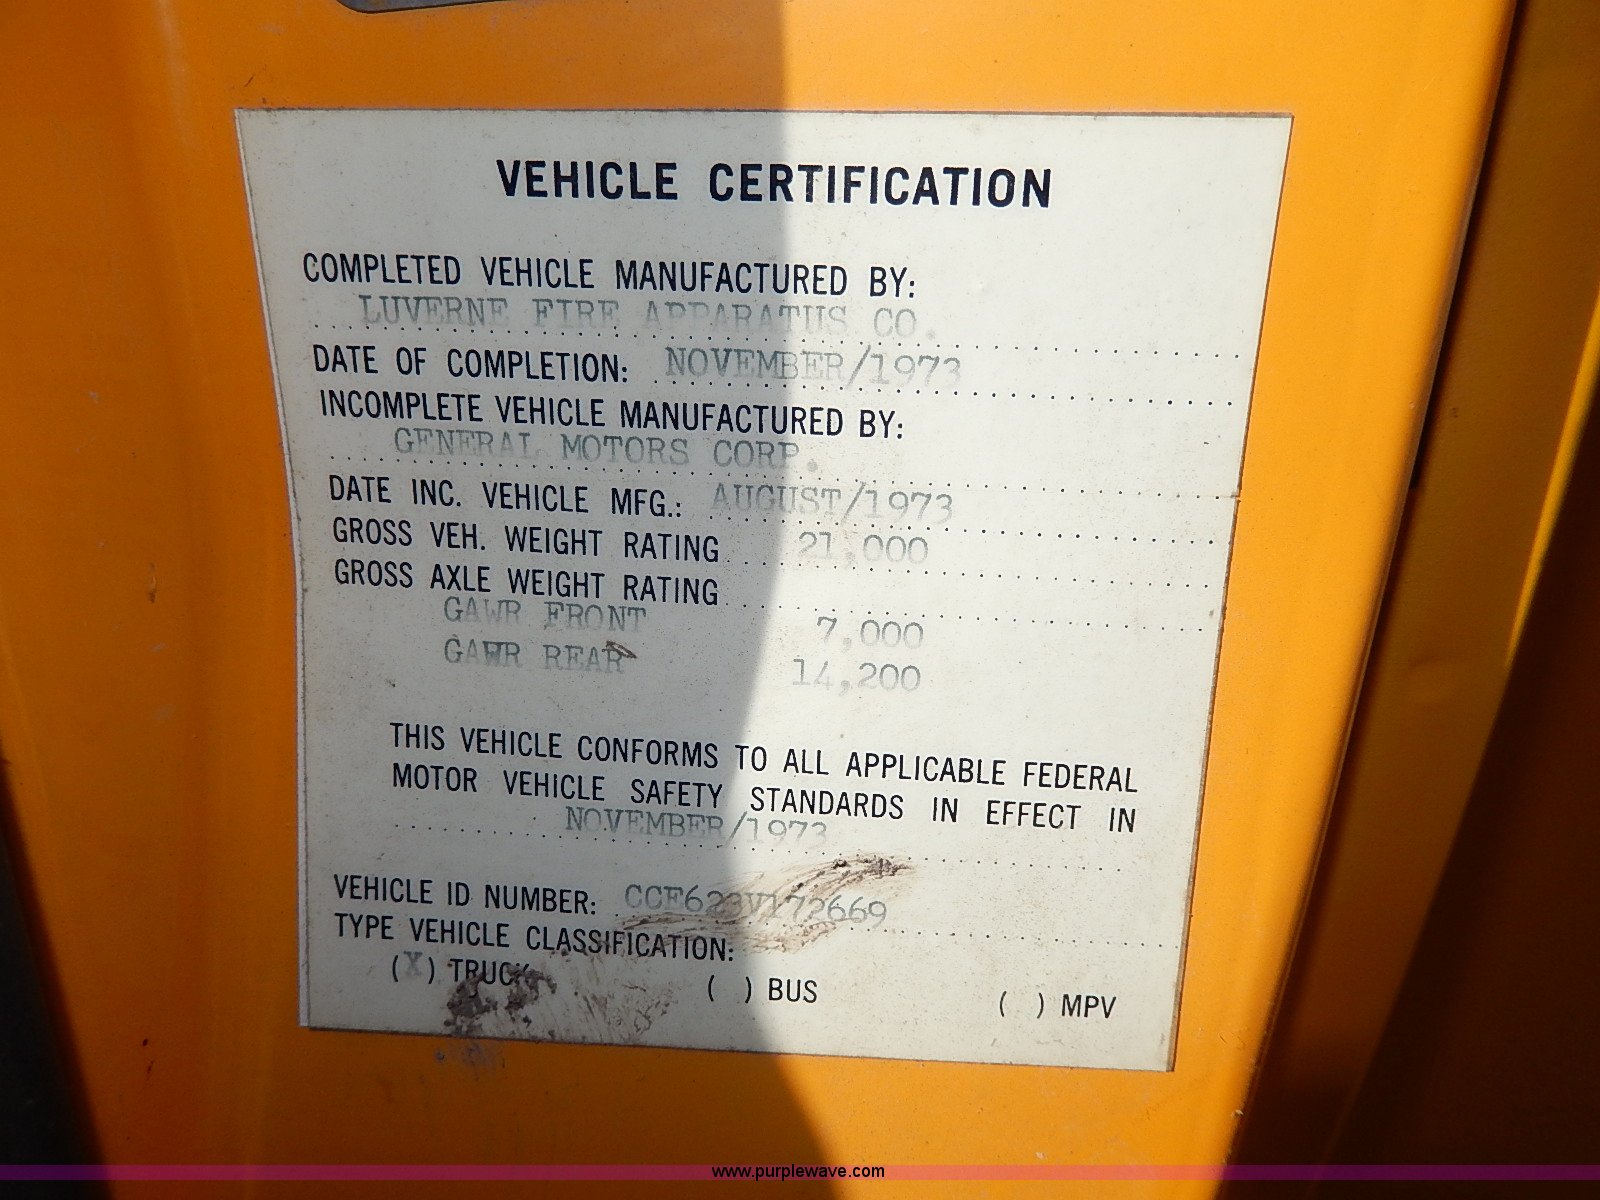 VEHICLE CERTIFICATION
COMPLETED VEHICLE MANUFACTURED BY:
LUVERNE FIRE APPARATUS CO.
DATE OF COMPLETION: NOVEMBER/1973
INCOMPLETE VEHICLE MANUFACTURED BY:
GENERAL MOTORS CORP.
DATE INC. VEHICLE MFG.: AUGUST/1973
GROSS VEH. WEIGHT RATING 21,000
GROSS AXLE WEIGHT RATING
GAWR FRONT 7,000
GAWR REAR 14,200
THIS VEHICLE CONFORMS TO ALL APPLICABLE FEDERAL
MOTOR VEHICLE SAFETY STANDARDS IN EFFECT IN
NOVEMBER/1973
VEHICLE ID NUMBER: CCE623V172669
TYPE VEHICLE CLASSIFICATION:
(X) TRUCK ( ) BUS ( ) MPV
www.purplewave.com